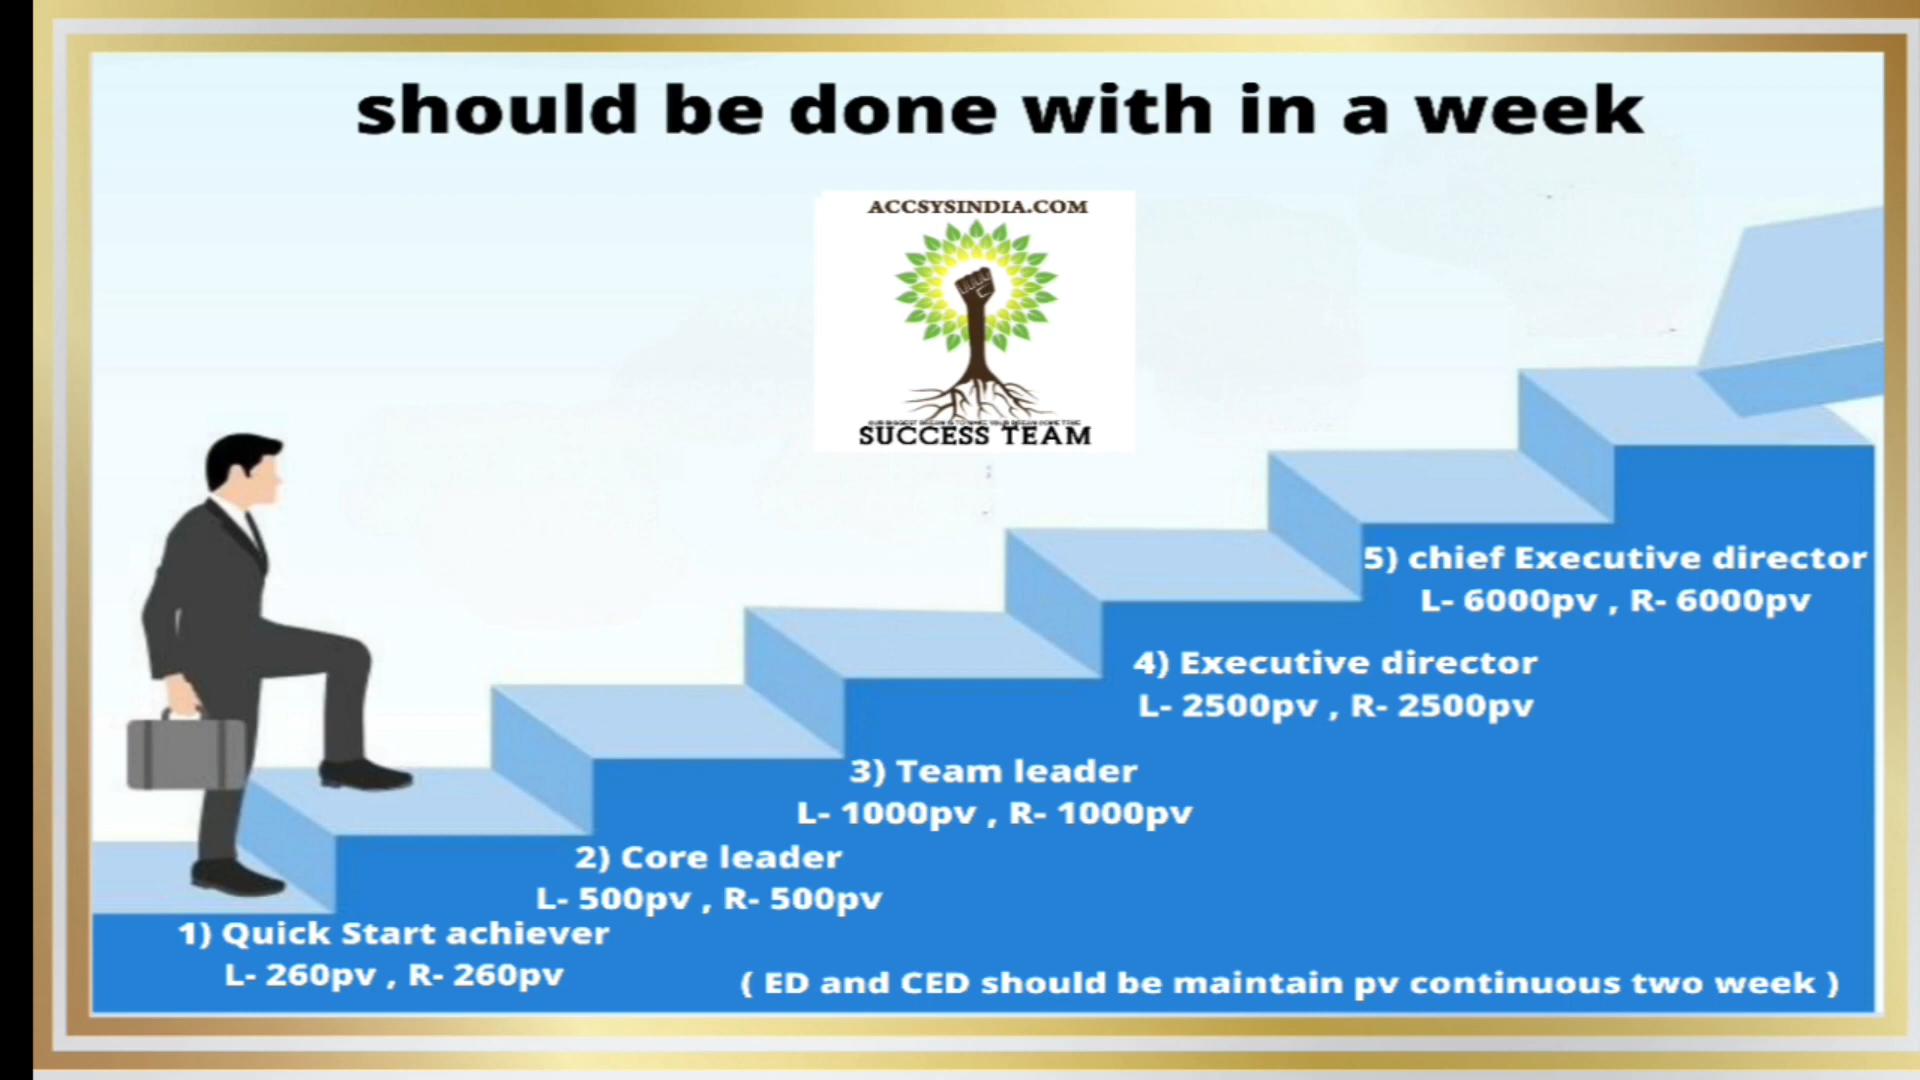 should be done with in a week
ACCSYSINDIA.COM
SUCCESS TEAM
5) chief Executive director
L- 6000pv , R- 6000pv
4) Executive director
L- 2500pv , R- 2500pv
3) Team leader
L- 1000pv , R- 1000pv
2) Core leader
L- 500pv , R- 500pv
1) Quick Start achiever
L- 260pv , R- 260pv
( ED and CED should be maintain pv continuous two week )